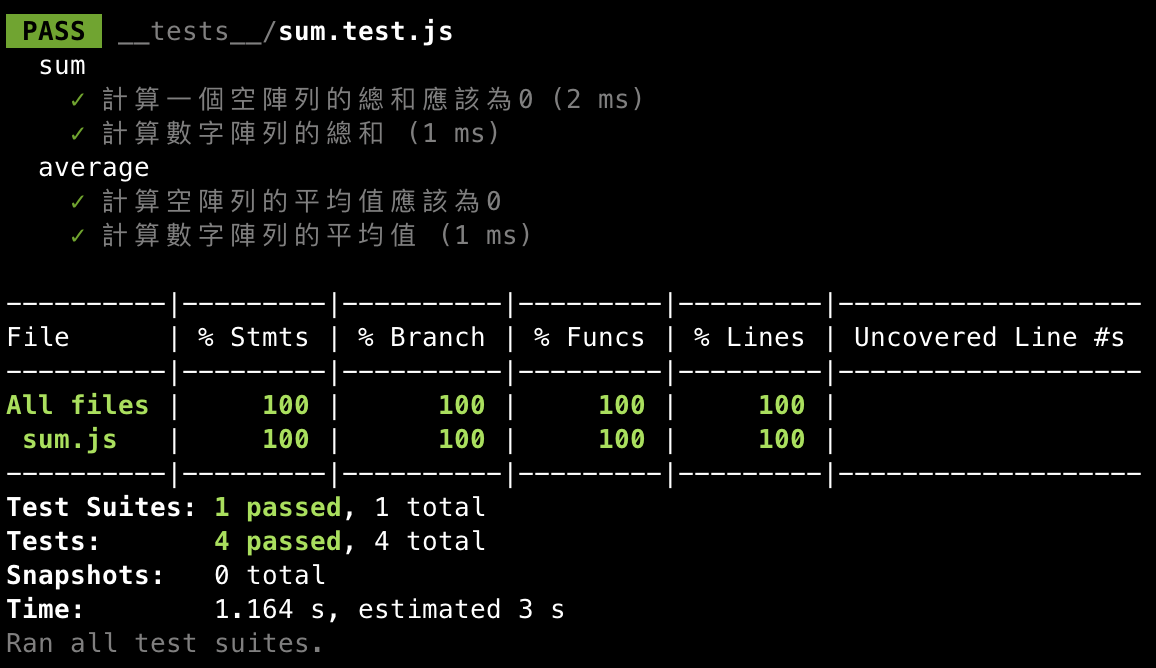 PASS __tests__/sum.test.js
sum
✓ 計算一個空陣列的總和應該為0 (2 ms)
✓ 計算數字陣列的總和 (1 ms)
average
✓ 計算空陣列的平均值應該為0
✓ 計算數字陣列的平均值 (1 ms)
----------|---------|----------|---------|---------|-------------------
File      | % Stmts | % Branch | % Funcs | % Lines | Uncovered Line #s
----------|---------|----------|---------|---------|-------------------
All files |     100 |      100 |     100 |     100 |
 sum.js   |     100 |      100 |     100 |     100 |
----------|---------|----------|---------|---------|-------------------
Test Suites: 1 passed, 1 total
Tests:       4 passed, 4 total
Snapshots:   0 total
Time:        1.164 s, estimated 3 s
Ran all test suites.